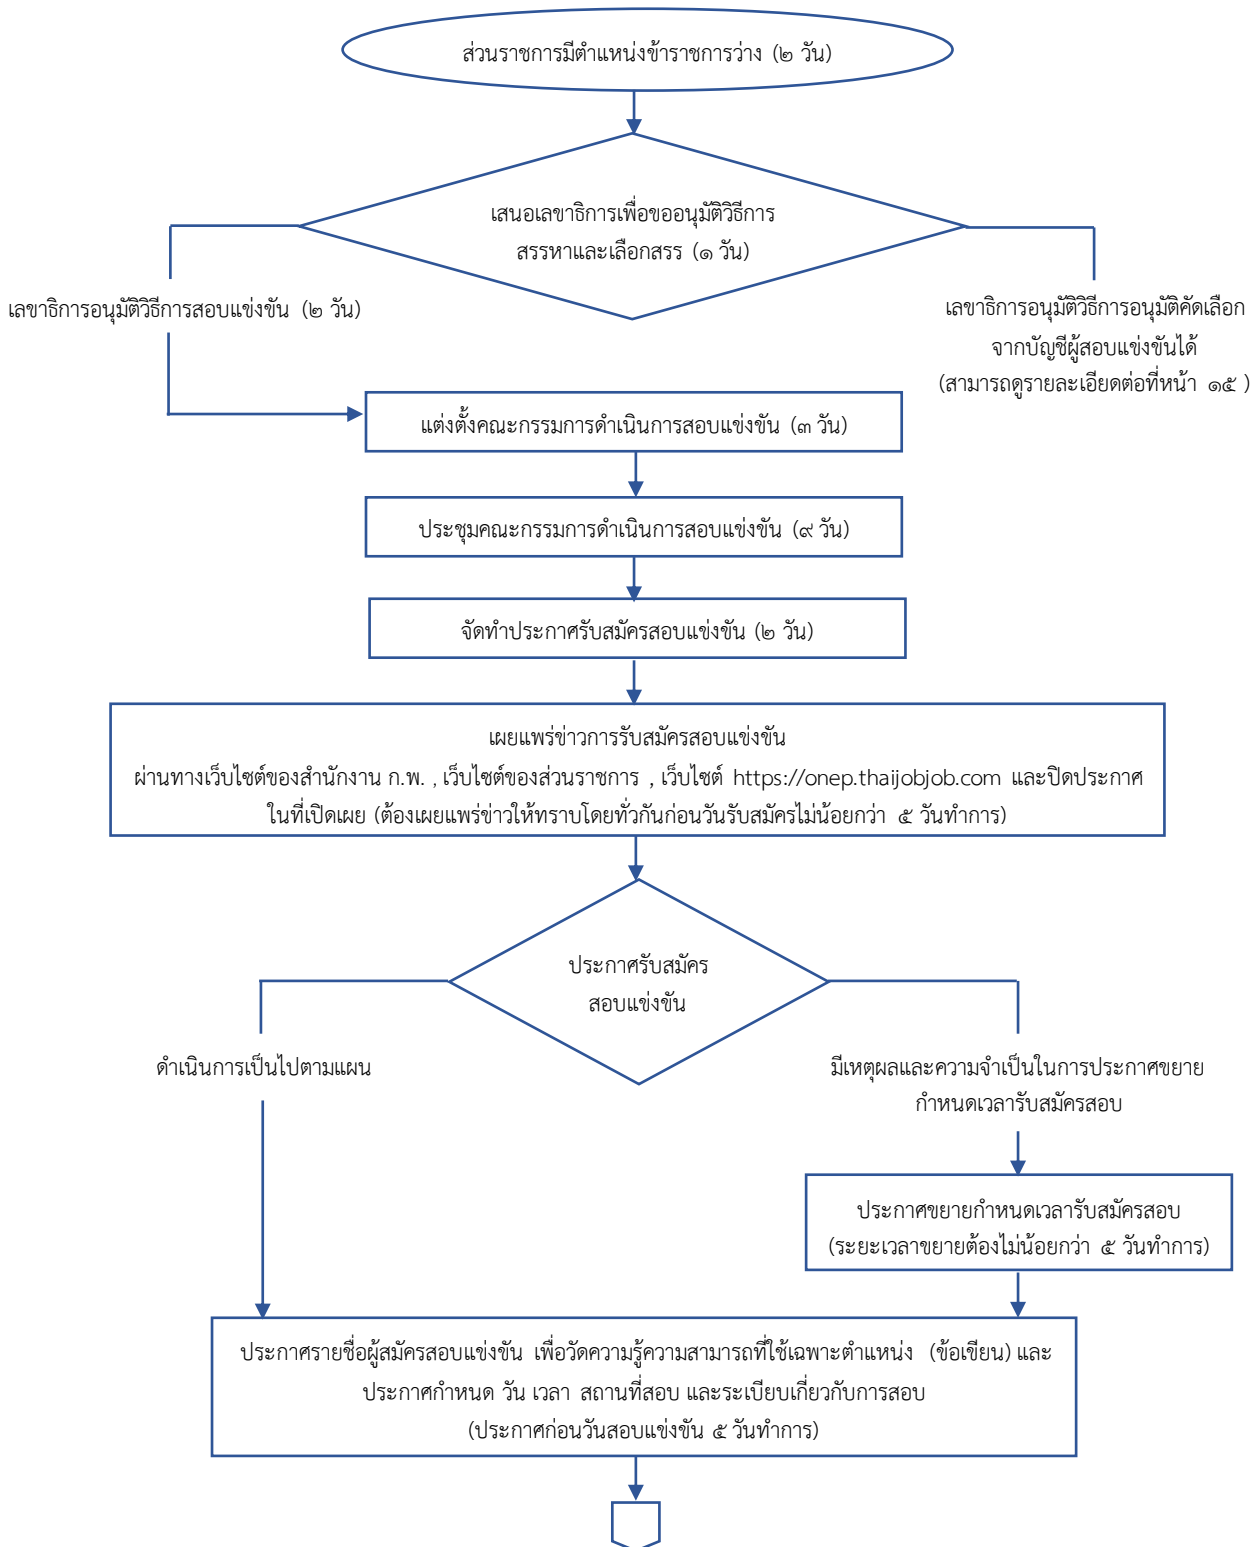 ส่วนราชการมีตำแหน่งข้าราชการว่าง (๒ วัน)
เสนอเลขาธิการเพื่อขออนุมัติวิธีการ
สรรหาและเลือกสรร (๑ วัน)
เลขาธิการอนุมัติวิธีการสอบแข่งขัน (๒ วัน)
เลขาธิการอนุมัติวิธีการอนุมัติคัดเลือก
จากบัญชีผู้สอบแข่งขันได้
(สามารถดูรายละเอียดต่อที่หน้า ๑๕ )
แต่งตั้งคณะกรรมการดำเนินการสอบแข่งขัน (๓ วัน)
ประชุมคณะกรรมการดำเนินการสอบแข่งขัน (๙ วัน)
จัดทำประกาศรับสมัครสอบแข่งขัน (๒ วัน)
เผยแพร่ข่าวการรับสมัครสอบแข่งขัน
ผ่านทางเว็บไซต์ของสำนักงาน ก.พ. , เว็บไซต์ของส่วนราชการ , เว็บไซต์ https://onep.thaijobjob.com และปิดประกาศ
ในที่เปิดเผย (ต้องเผยแพร่ข่าวให้ทราบโดยทั่วกันก่อนวันรับสมัครไม่น้อยกว่า ๕ วันทำการ)
ประกาศรับสมัคร
สอบแข่งขัน
ดำเนินการเป็นไปตามแผน
มีเหตุผลและความจำเป็นในการประกาศขยาย
กำหนดเวลารับสมัครสอบ
ประกาศขยายกำหนดเวลารับสมัครสอบ
(ระยะเวลาขยายต้องไม่น้อยกว่า ๕ วันทำการ)
ประกาศรายชื่อผู้สมัครสอบแข่งขัน เพื่อวัดความรู้ความสามารถที่ใช้เฉพาะตำแหน่ง (ข้อเขียน) และ
ประกาศกำหนด วัน เวลา สถานที่สอบ และระเบียบเกี่ยวกับการสอบ
(ประกาศก่อนวันสอบแข่งขัน ๕ วันทำการ)